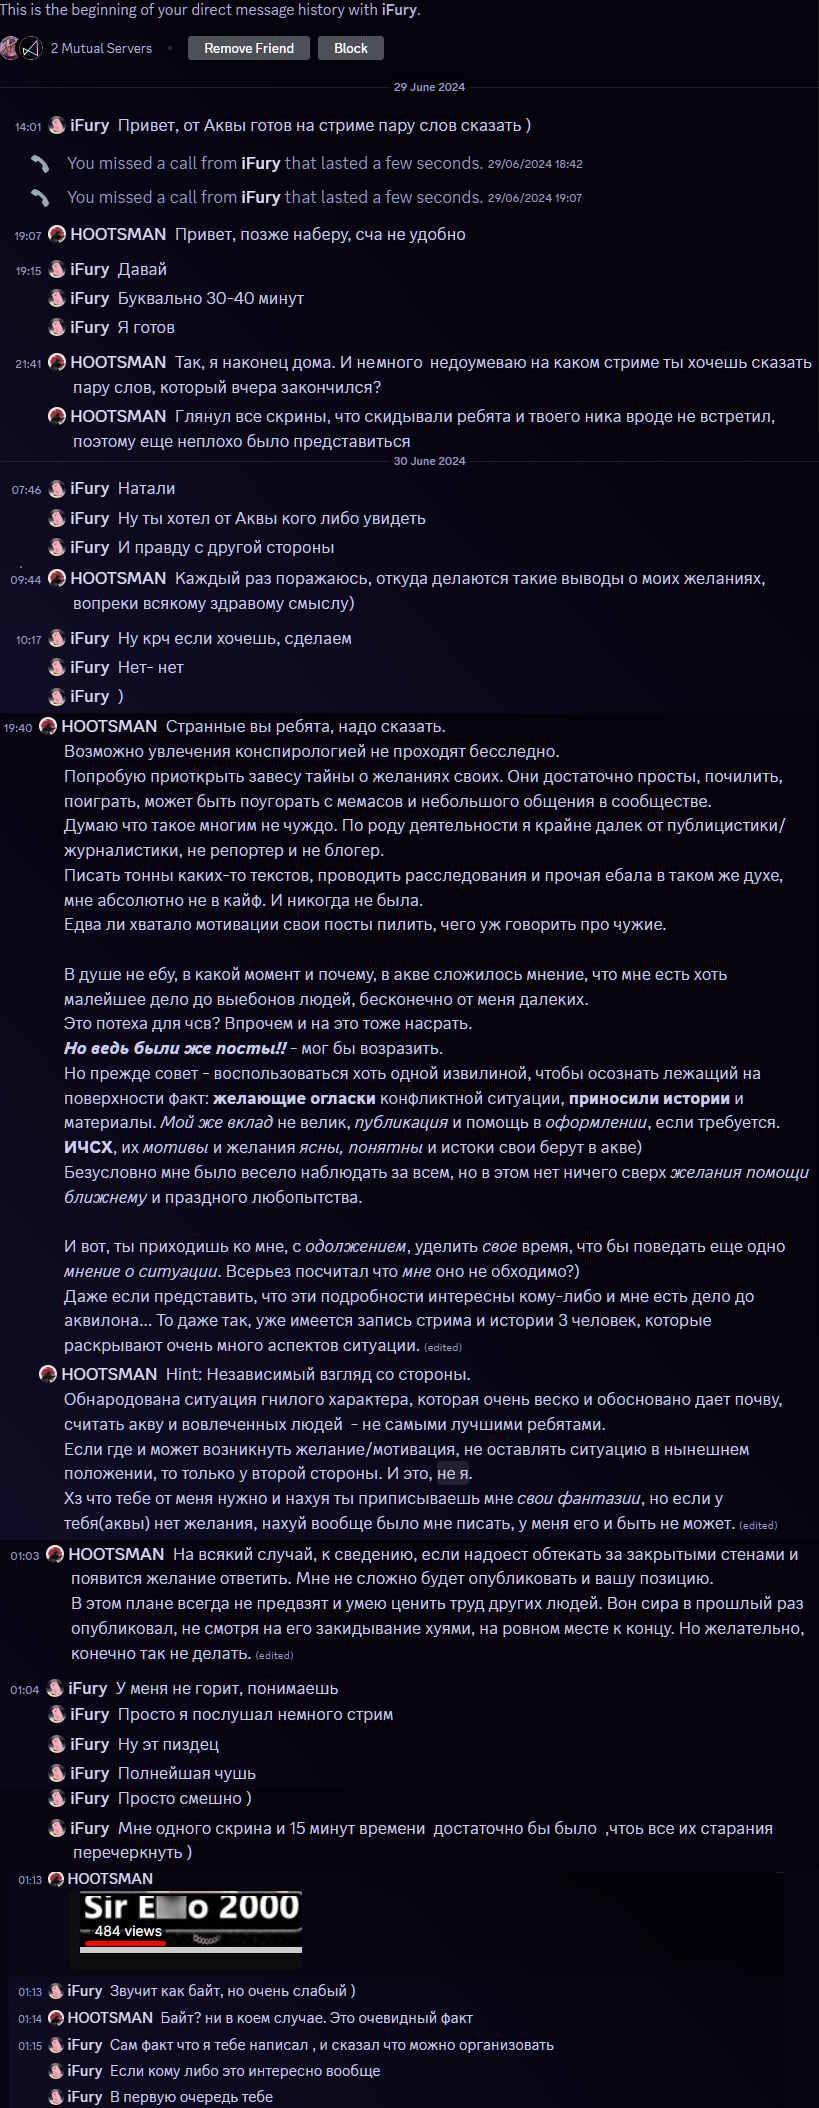 This is the beginning of your direct message history with iFury.
2 Mutual Servers • Remove Friend Block
29 June 2024
14:01 iFury Привет, от Аквы готов на стриме пару слов сказать )
You missed a call from iFury that lasted a few seconds. 29/06/2024 18:42
You missed a call from iFury that lasted a few seconds. 29/06/2024 19:07
19:07 HOOTSMAN Привет, позже наберу, сча не удобно
19:15 iFury Давай
iFury Буквально 30-40 минут
iFury Я готов
21:41 HOOTSMAN Так, я наконец дома. И немного недоумеваю на каком стриме ты хочешь сказать
пару слов, который вчера закончился?
HOOTSMAN Глянул все скрины, что скидывали ребята и твоего ника вроде не встретил,
поэтому еще неплохо было представиться
30 June 2024
07:46 iFury Натали
iFury Ну ты хотел от Аквы кого либо увидеть
iFury И правду с другой стороны
09:44 HOOTSMAN Каждый раз поражаюсь, откуда делаются такие выводы о моих желаниях,
вопреки всякому здравому смыслу)
10:17 iFury Ну крч если хочешь, сделаем
iFury Нет- нет
iFury )
19:40 HOOTSMAN Странные вы ребята, надо сказать.
Возможно увлечения конспирологией не проходят бесследно.
Попробую приоткрыть завесу тайны о желаниях своих. Они достаточно просты, почилить,
поиграть, может быть поугорать с мемасов и небольшого общения в сообществе.
Думаю что такое многим не чуждо. По роду деятельности я крайне далек от публицистики/
журналистики, не репортер и не блогер.
Писать тонны каких-то текстов, проводить расследования и прочая ебала в таком же духе,
мне абсолютно не в кайф. И никогда не была.
Едва ли хватало мотивации свои посты пилить, чего уж говорить про чужие.
В душе не ебу, в какой момент и почему, в акве сложилось мнение, что мне есть хоть
малейшее дело до выебонов людей, бесконечно от меня далеких.
Это потеха для чсв? Впрочем и на это тоже насрать.
Но ведь были же посты!! - мог бы возразить.
Но прежде совет - воспользоваться хоть одной извилиной, чтобы осознать лежащий на
поверхности факт: желающие огласки конфликтной ситуации, приносили истории и
материалы. Мой же вклад не велик, публикация и помощь в оформлении, если требуется.
ИЧСХ, их мотивы и желания ясны, понятны и истоки свои берут в акве)
Безусловно мне было весело наблюдать за всем, но в этом нет ничего сверх желания помощи
ближнему и праздного любопытства.
И вот, ты приходишь ко мне, с одолжением, уделить свое время, что бы поведать еще одно
мнение о ситуации. Всерьез посчитал что мне оно не обходимо?)
Даже если представить, что эти подробности интересны кому-либо и мне есть дело до
аквилона... То даже так, уже имеется запись стрима и истории 3 человек, которые
раскрывают очень много аспектов ситуации. (edited)
HOOTSMAN Hint: Независимый взгляд со стороны.
Обнародована ситуация гнилого характера, которая очень веско и обосновано дает почву,
считать акву и вовлеченных людей - не самыми лучшими ребятами.
Если где и может возникнуть желание/мотивация, не оставлять ситуацию в нынешнем
положении, то только у второй стороны. И это, не я.
Хз что тебе от меня нужно и нахуя ты приписываешь мне свои фантазии, но если у
тебя(аквы) нет желания, нахуй вообще было мне писать, у меня его и быть не может. (edited)
01:03 HOOTSMAN На всякий случай, к сведению, если надоест обтекать за закрытыми стенами и
появится желание ответить. Мне не сложно будет опубликовать и вашу позицию.
В этом плане всегда не предвзят и умею ценить труд других людей. Вон сира в прошлый раз
опубликовал, не смотря на его закидывание хуями, на ровном месте к концу. Но желательно,
конечно так не делать. (edited)
01:04 iFury У меня не горит, понимаешь
iFury Просто я послушал немного стрим
iFury Ну эт пиздец
iFury Полнейшая чушь
iFury Просто смешно )
iFury Мне одного скрина и 15 минут времени достаточно бы было ,чтоь все их старания
перечеркнуть )
01:13 HOOTSMAN
Sir E o 2000
484 views
01:13 iFury Звучит как байт, но очень слабый )
01:14 HOOTSMAN Байт? ни в коем случае. Это очевидный факт
01:15 iFury Сам факт что я тебе написал , и сказал что можно организовать
iFury Если кому либо это интересно вообще
iFury В первую очередь тебе